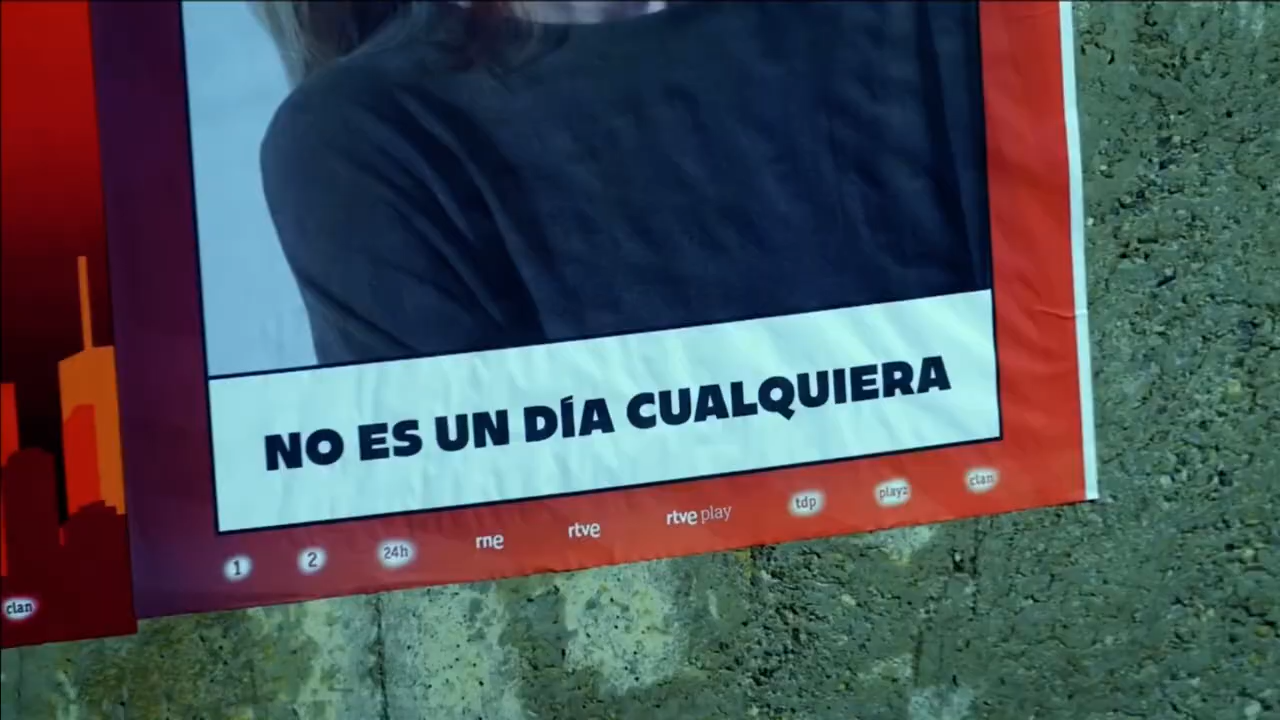 NO ES UN DÍA CUALQUIERA
1 2 24h rne rtve rtve play tdp playz clan
clan